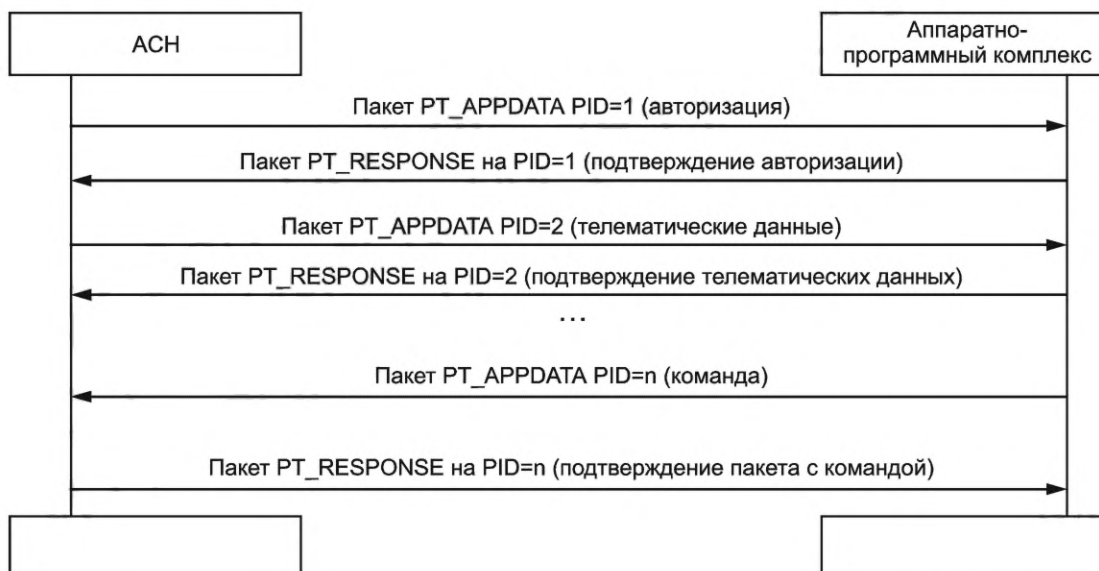 АСН
Аппаратно-
программный комплекс
Пакет PT_APPDATA PID=1 (авторизация)
Пакет PT_RESPONSE на PID=1 (подтверждение авторизации)
Пакет PT_APPDATA PID=2 (телематические данные)
Пакет PT_RESPONSE на PID=2 (подтверждение телематических данных)
...
Пакет PT_APPDATA PID=n (команда)
Пакет PT_RESPONSE на PID=n (подтверждение пакета с командой)